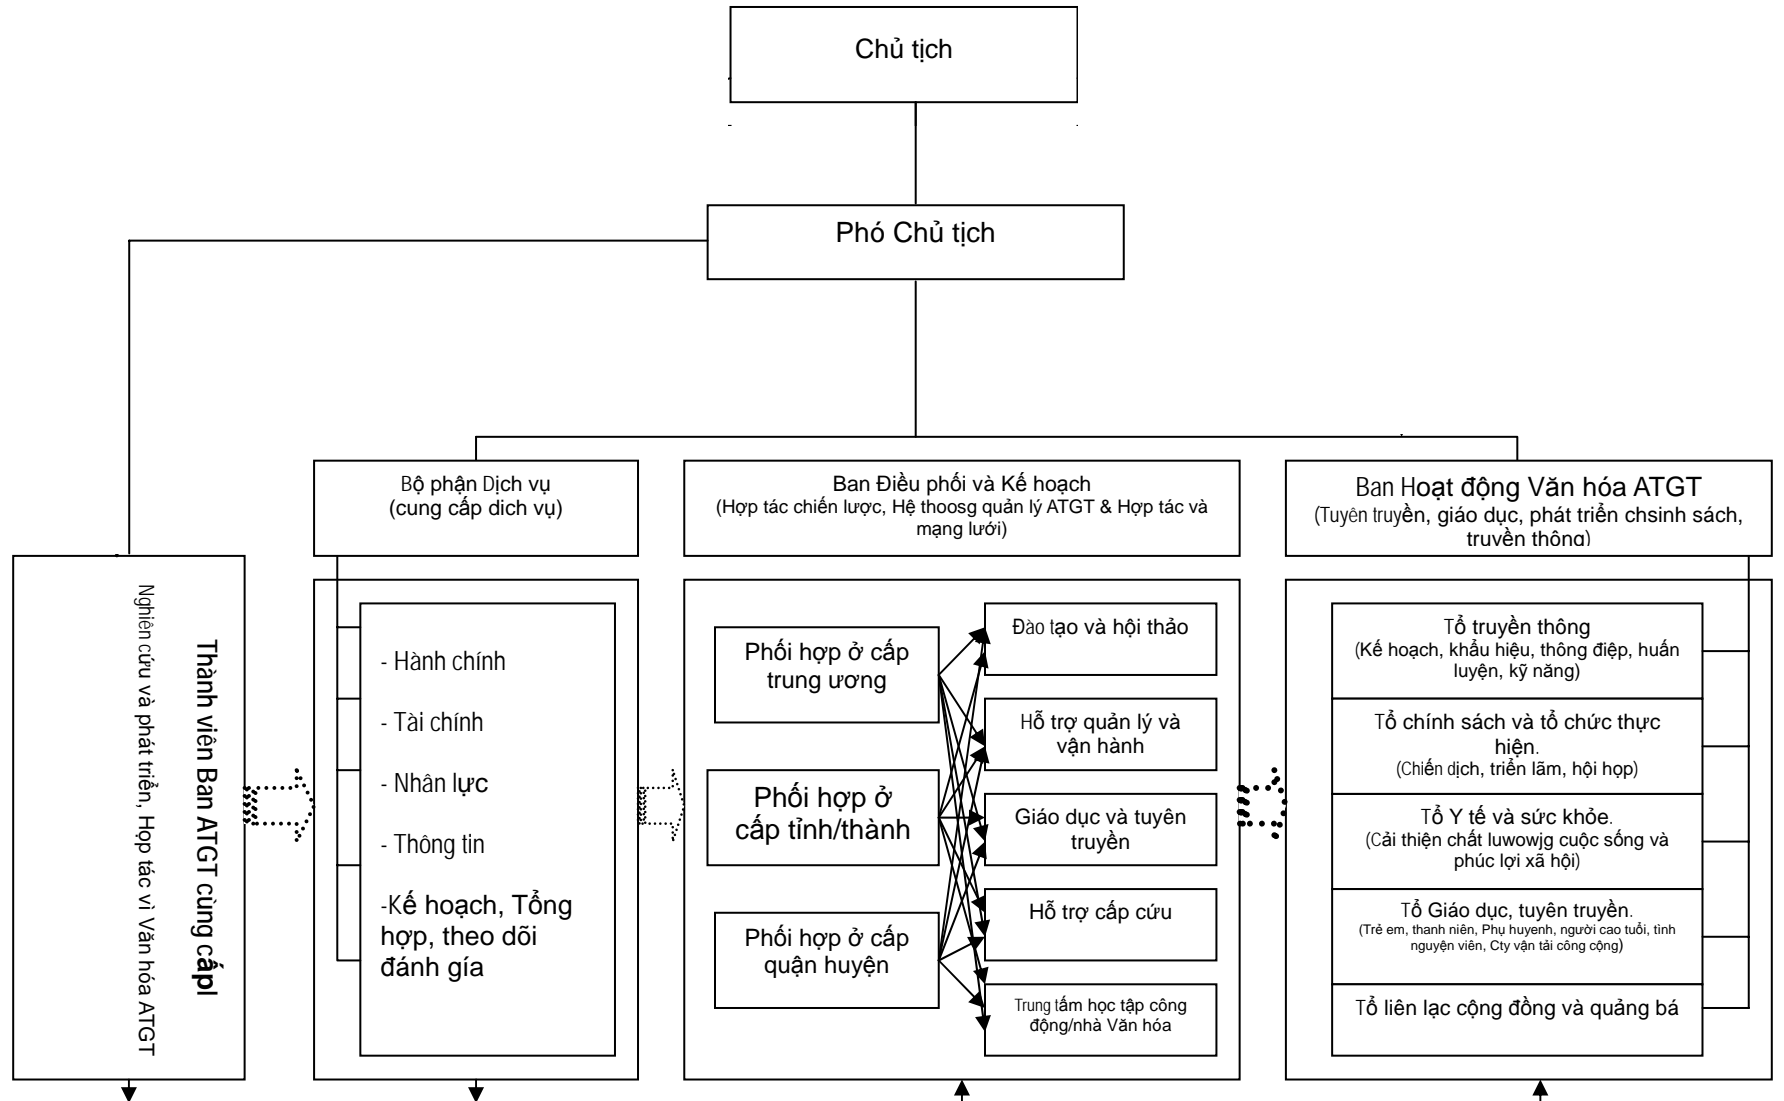 Chủ tịch
Phó Chủ tịch
Bộ phận Dịch vụ
(cung cấp dich vụ)
Ban Điều phối và Kế hoạch
(Hợp tác chiến lược, Hệ thoosg quản lý ATGT & Hợp tác và
mạng lưới)
Ban Hoạt động Văn hóa ATGT
(Tuyên truyền, giáo dục, phát triển chsinh sách,
truyền thông)
Thành viên Ban ATGT cùng cấpl
Nghiên cứu và phát triển, Hợp tác vì Văn hóa ATGT
- Hành chính
- Tài chính
- Nhân lực
- Thông tin
-Kế hoạch, Tổng
hợp, theo dõi
đánh gía
Phối hợp ở cấp
trung ương
Phối hợp ở
cấp tỉnh/thành
Phối hợp ở cấp
quận huyện
Đào tạo và hội thảo
Hỗ trợ quản lý và
vận hành
Giáo dục và tuyên
truyền
Hỗ trợ cấp cứu
Trung tấm học tập công
động/nhà Văn hóa
Tổ truyền thông
(Kế hoạch, khẩu hiệu, thông điệp, huấn
luyện, kỹ năng)
Tổ chính sách và tổ chức thực
hiện.
(Chiến dịch, triển lãm, hội họp)
Tổ Y tế và sức khỏe.
(Cải thiện chất luwowjg cuộc sống và
phúc lợi xã hội)
Tổ Giáo dục, tuyên truyền.
(Trẻ em, thanh niên, Phụ huyenh, người cao tuổi, tình
nguyện viên, Cty vận tải công cộng)
Tổ liên lạc cộng đồng và quảng bá